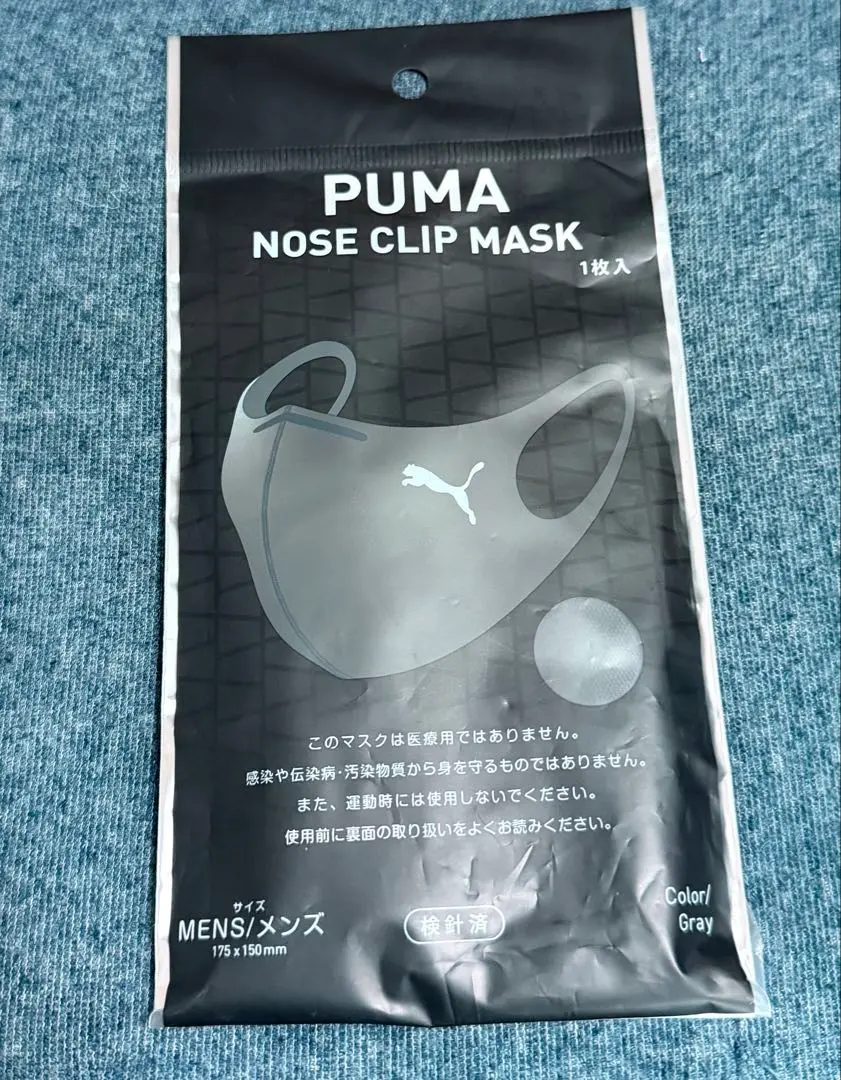 PUMA
NOSE CLIP MASK
1枚入
このマスクは医療用ではありません。
感染や伝染病・汚染物質から身を守るものではありません。
また、運動時には使用しないでください。
使用前に裏面の取り扱いをよくお読みください。
サイズ
MENS/メンズ
175 x 150mm
検針済
Color/
Gray